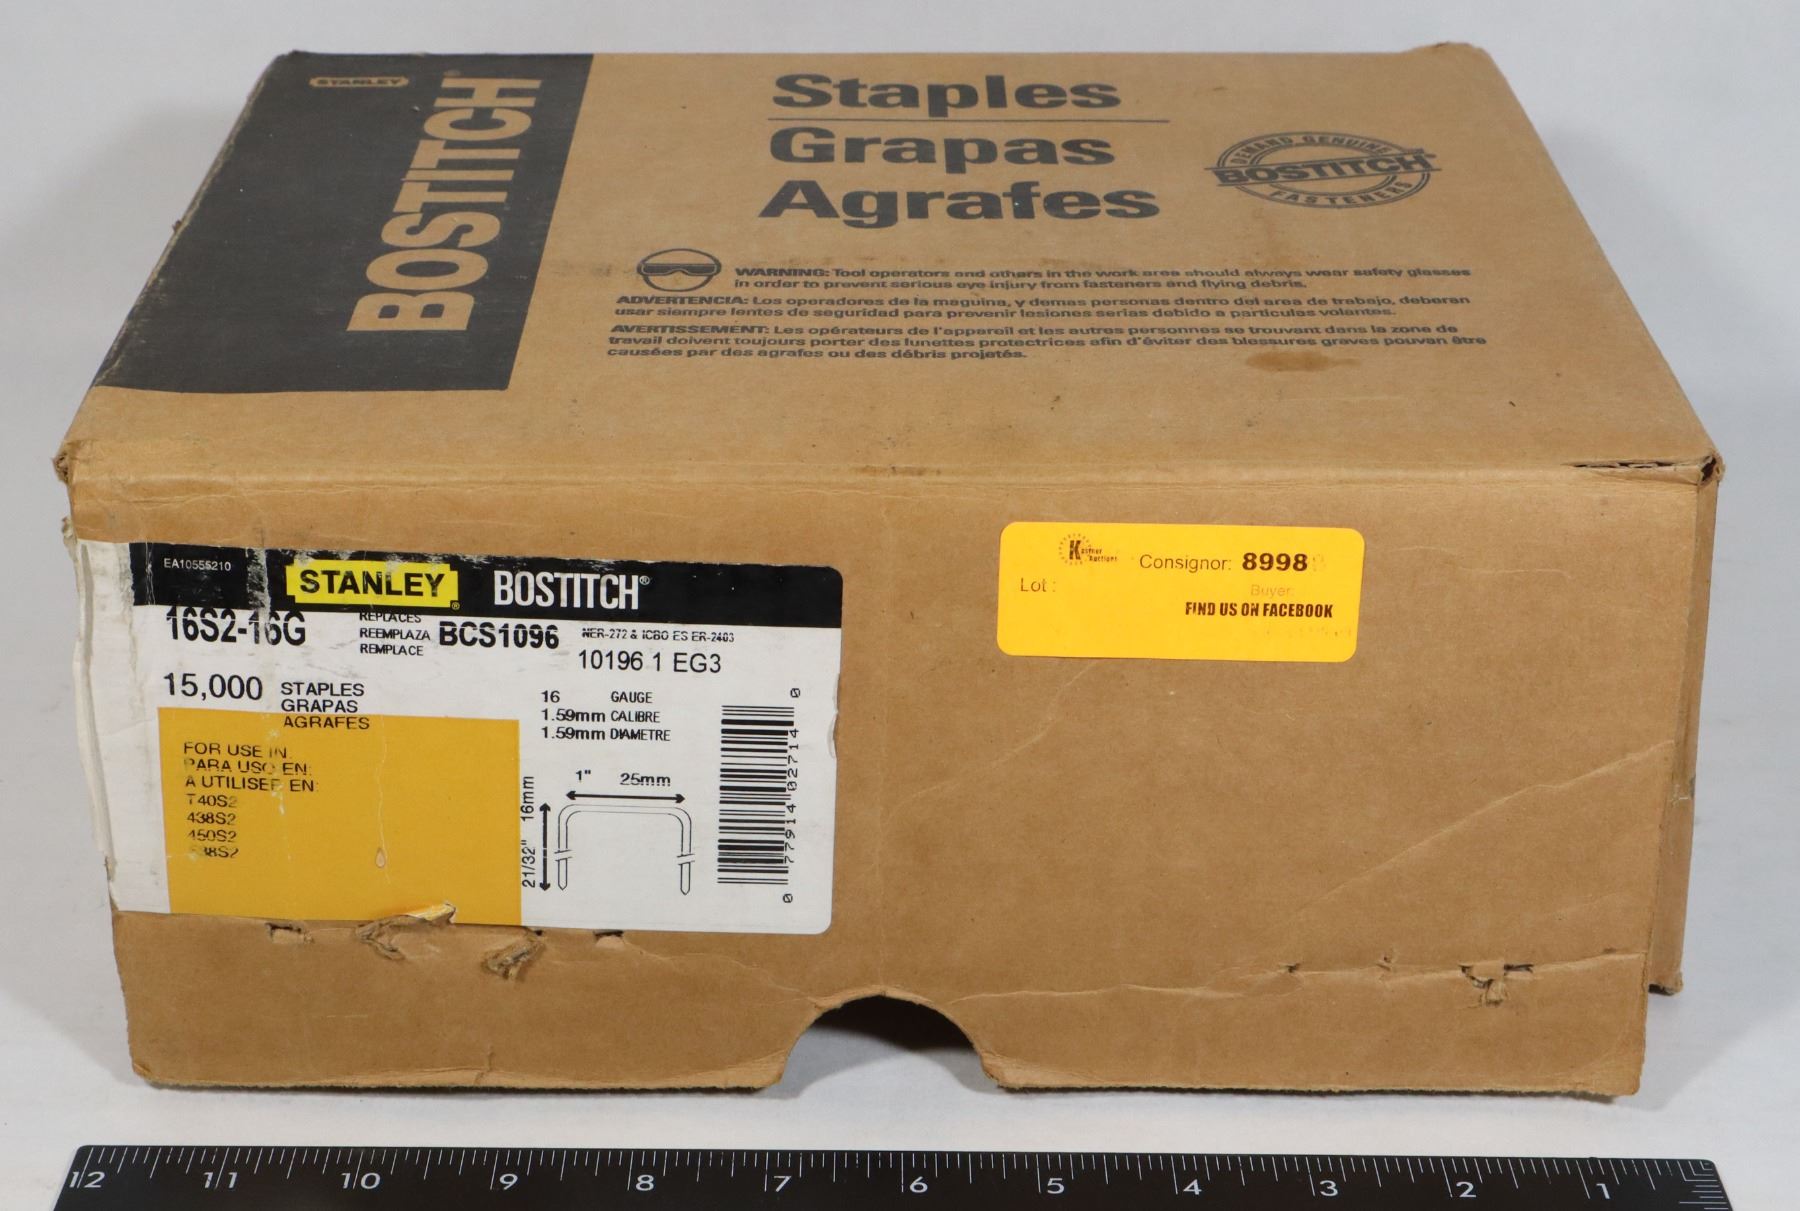 STANLEY
BOSTITCH
Staples
Grapas
Agrafes
DEMAND GENUINE
BOSTITCH
FASTENERS
WARNING: Tool operators and others in the work area should always wear safety glasses
in order to prevent serious eye injury from fasteners and flying debris.
ADVERTENCIA: Los operadores de la maguina, y demas personas dentro del area de trabajo, deberan
usar siempre lentes de seguridad para prevenir lesiones serias debido a particulas volantes.
AVERTISSEMENT: Les opérateurs de l'appareil et les autres personnes se trouvant dans la zone de
travail doivent toujours porter des lunettes protectrices afin d'éviter des blessures graves pouvan être
causées par des agrafes ou des débris projetés.
EA10555210
STANLEY® BOSTITCH®
16S2-16G
REPLACES
REEMPLAZA
REMPLACE
BCS1096
NER-272 & ICBO ES ER-2403
10196 1 EG3
15,000
STAPLES
GRAPAS
AGRAFES
16 GAUGE
1.59mm CALIBRE
1.59mm DIAMETRE
FOR USE IN:
PARA USO EN:
A UTILISER EN:
T40S2
438S2
450S2
1" 25mm
21/32" 16mm
0 77914 02714 0
Kastner Auctions
Consignor: 8998
Lot:
Buyer:
FIND US ON FACEBOOK
12 11 10 9 8 7 6 5 4 3 2 1